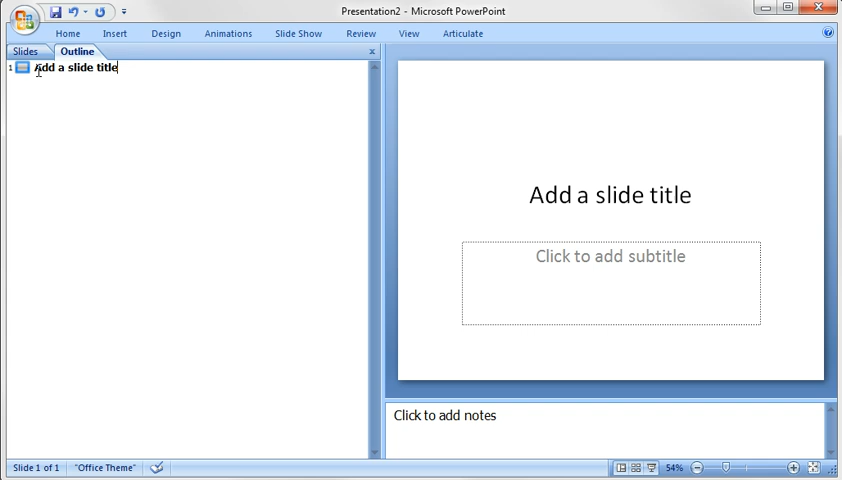 Presentation2 - Microsoft PowerPoint
Home Insert Design Animations Slide Show Review View Articulate
Slides Outline x
1 Add a slide title
Add a slide title
Click to add subtitle
Click to add notes
Slide 1 of 1 "Office Theme" 54%